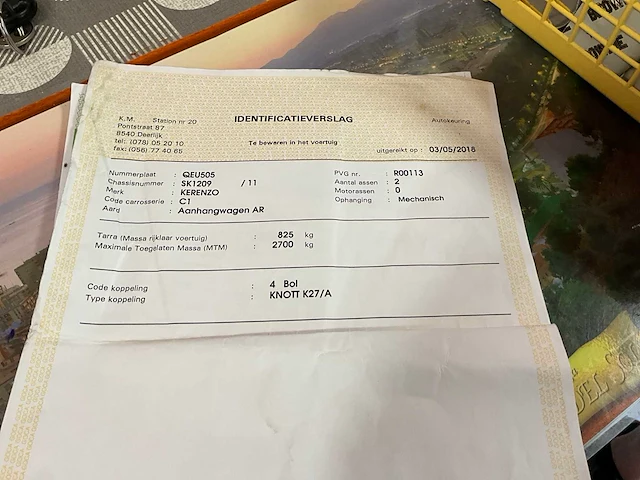 K.M. Station nr 20
Pontstraat 87
8540 Deerlijk
tel: (078) 05 20 10
fax: (056) 77 40 65
IDENTIFICATIEVERSLAG
Te bewaren in het voertuig
Autokeuring
uitgereikt op : 03/05/2018
Nummerplaat : QEU505
Chassisnummer : SK1209 / 11
Merk : KERENZO
Code carrosserie : C1
Aard : Aanhangwagen AR
PVG nr. : R00113
Aantal assen : 2
Motorassen : 0
Ophanging : Mechanisch
Tarra (Massa rijklaar voertuig) : 825 kg
Maximale Toegelaten Massa (MTM) : 2700 kg
Code koppeling : 4 Bol
Type koppeling : KNOTT K27/A